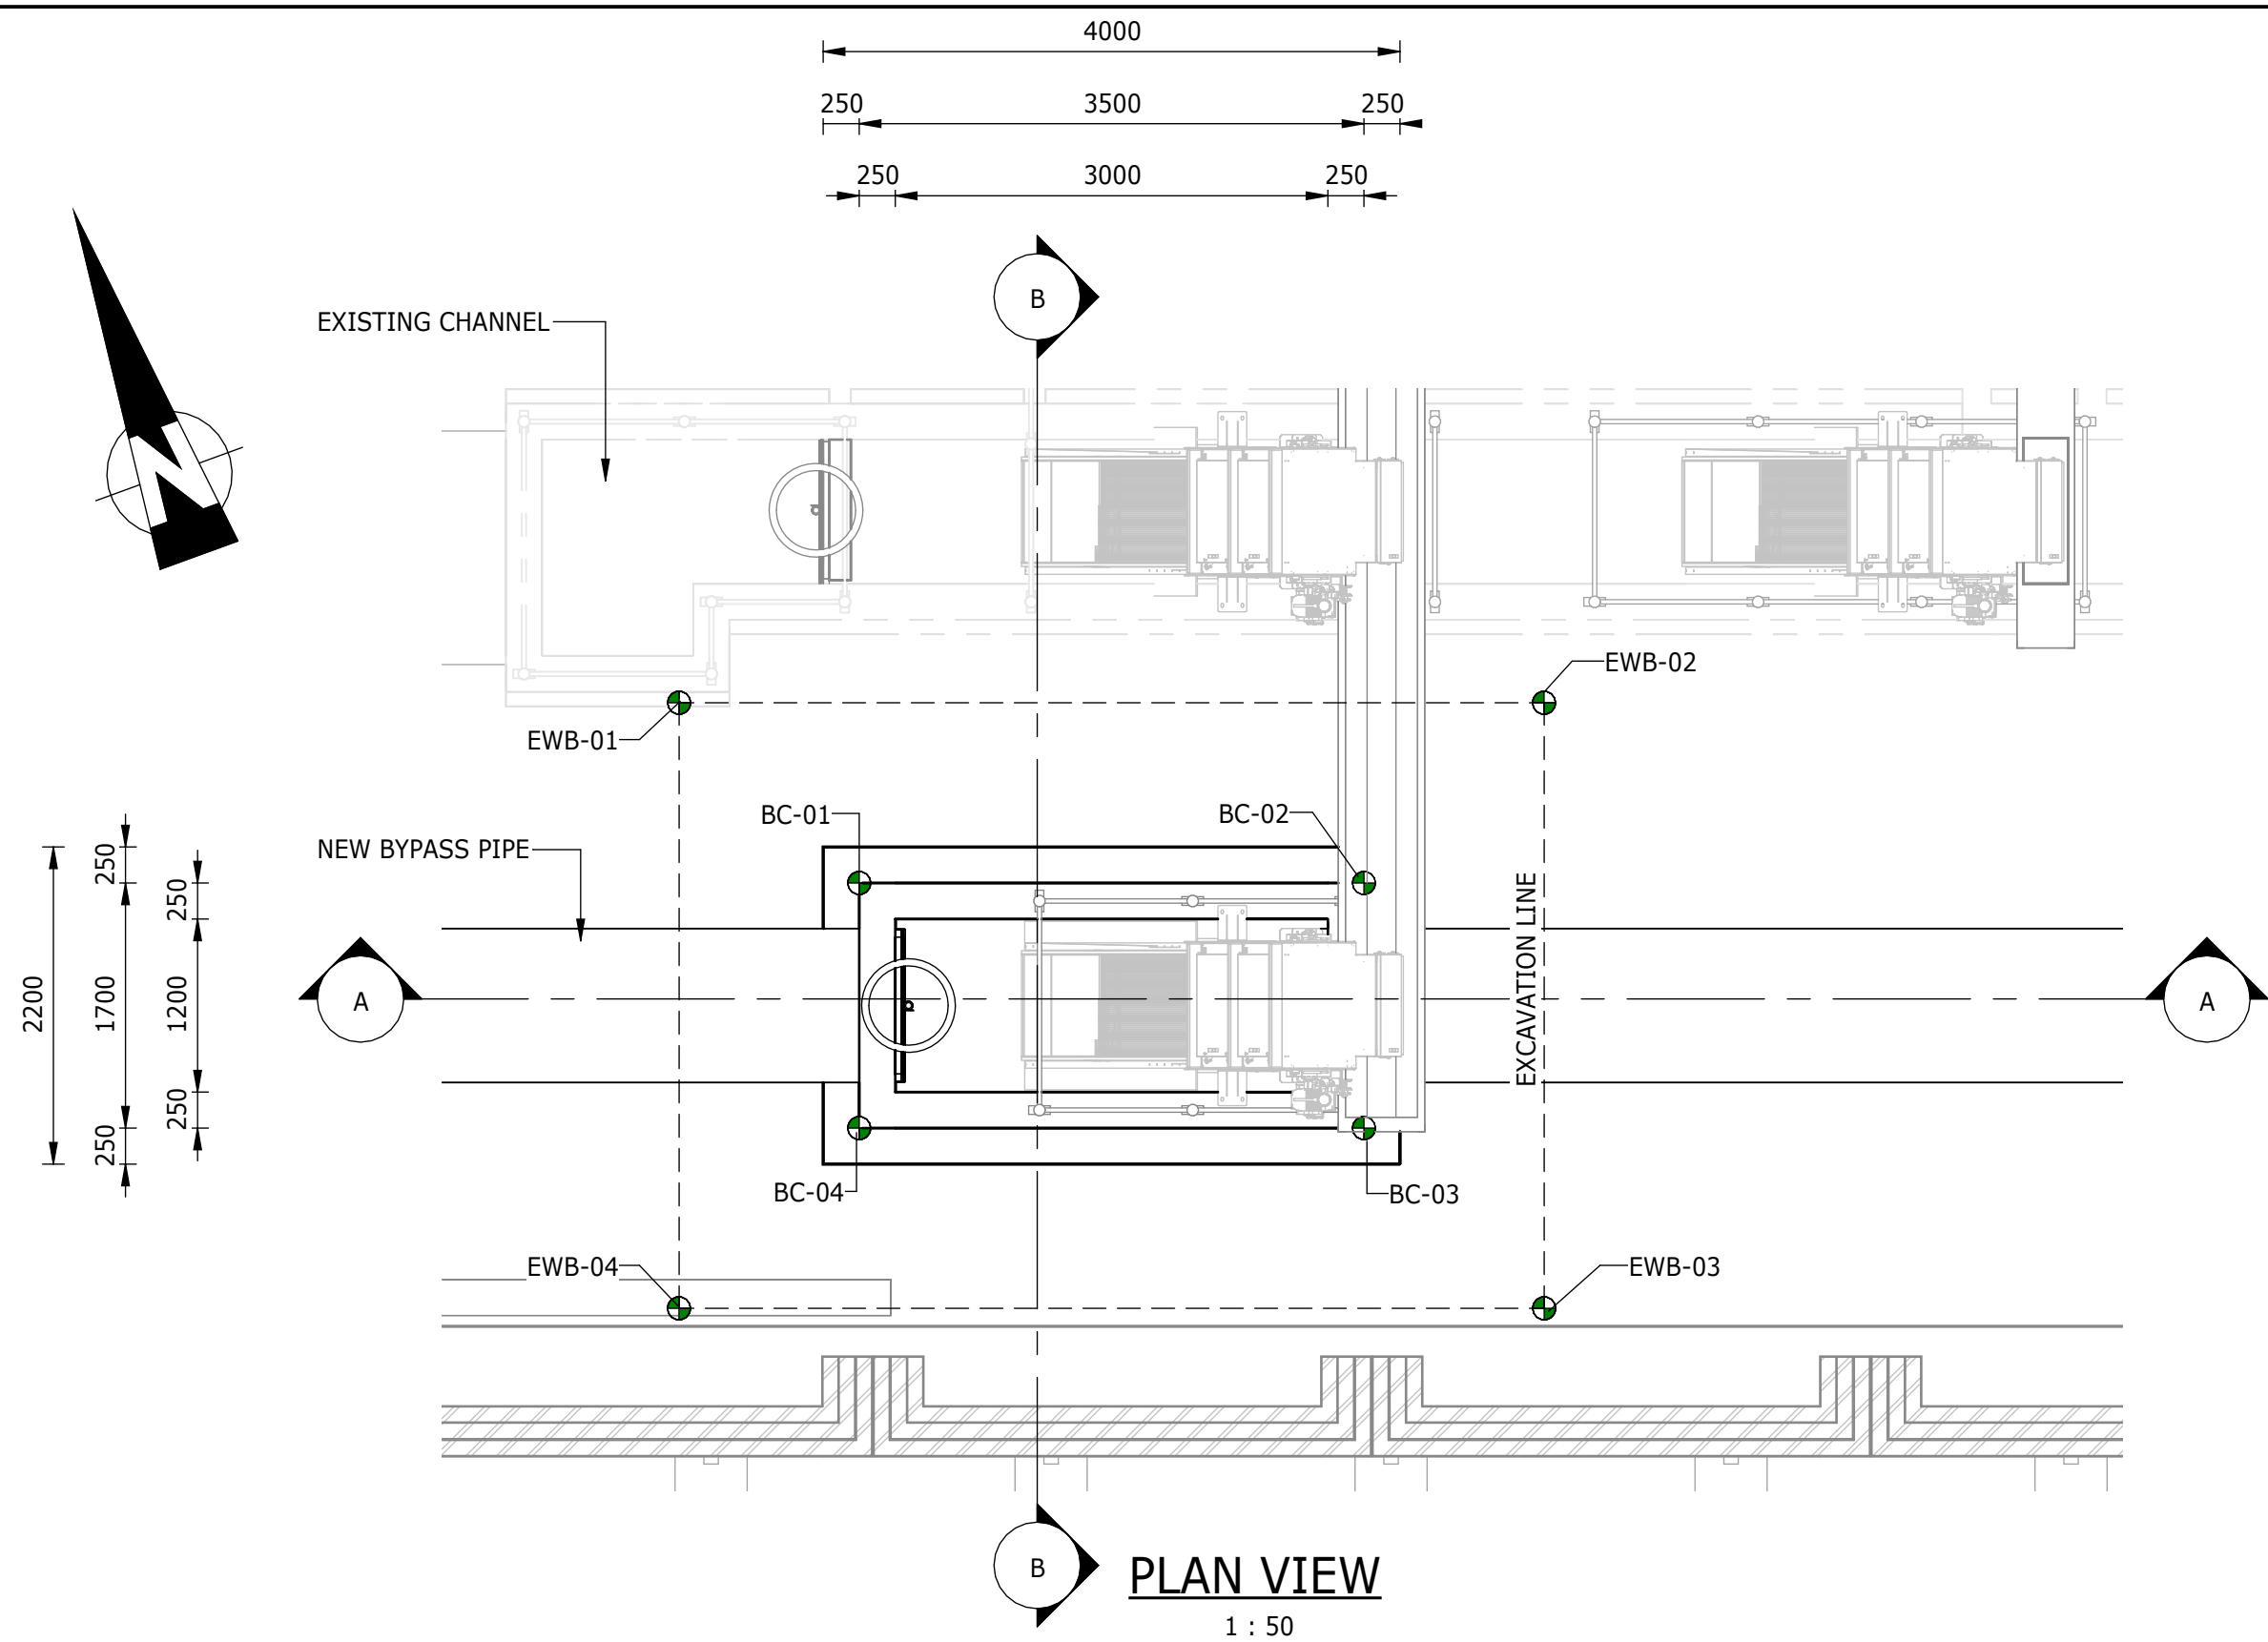 4000
250 3500 250
250 3000 250
B
EXISTING CHANNEL
N
EWB-02
EWB-01
BC-01
BC-02
NEW BYPASS PIPE
250
250
2200
1700
1200
250
250
A
EXCAVATION LINE
A
BC-04
BC-03
EWB-04
EWB-03
B
PLAN VIEW
1 : 50